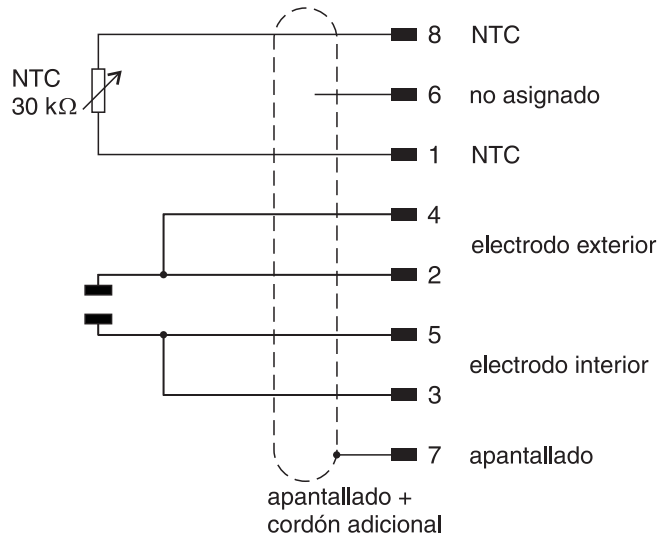 8 NTC
NTC
30 kΩ
6 no asignado
1 NTC
4
electrodo exterior
2
5
electrodo interior
3
7 apantallado
apantallado +
cordón adicional